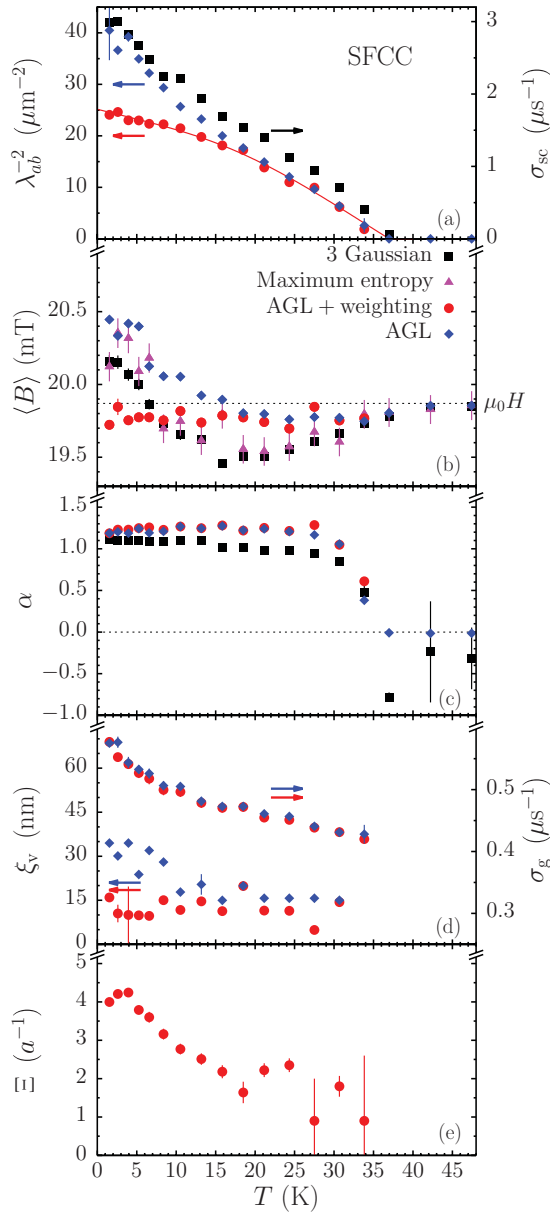 SFCC
40
30
20
10
0
λ_ab^−2 (µm^−2)
3
2
1
0
σ_sc (µs^−1)
(a)
3 Gaussian
Maximum entropy
AGL + weighting
AGL
20.5
20.0
19.5
⟨B⟩ (mT)
µ_0H
(b)
1.5
1.0
0.5
0.0
−0.5
−1.0
α
(c)
60
45
30
15
0
ξ_v (nm)
0.5
0.4
0.3
σ_g (µs^−1)
(d)
5
4
3
2
1
0
Ξ (a^−1)
(e)
0 5 10 15 20 25 30 35 40 45
T (K)